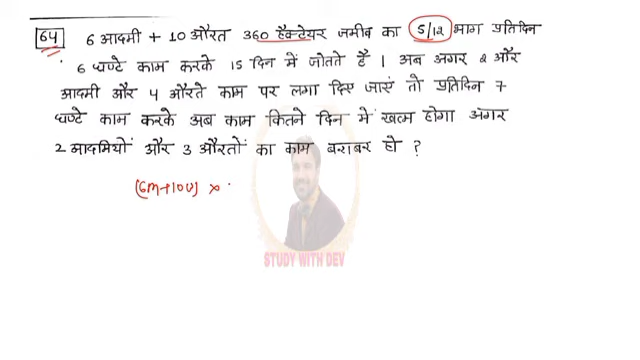 64 6 आदमी + 10 औरत 360 हैक्टेयर जमीन का 5/12 भाग प्रतिदिन
6 घण्टे काम करके 15 दिन में जोतते है । अब अगर 2 और
आदमी और 4 औरते काम पर लगा दिए जाएं तो प्रतिदिन 7
घण्टे काम करके अब काम कितने दिन में खत्म होगा अगर
2 आदमियों और 3 औरतों का काम बराबर हो ?
(6M+10W) ×
STUDY WITH DEV